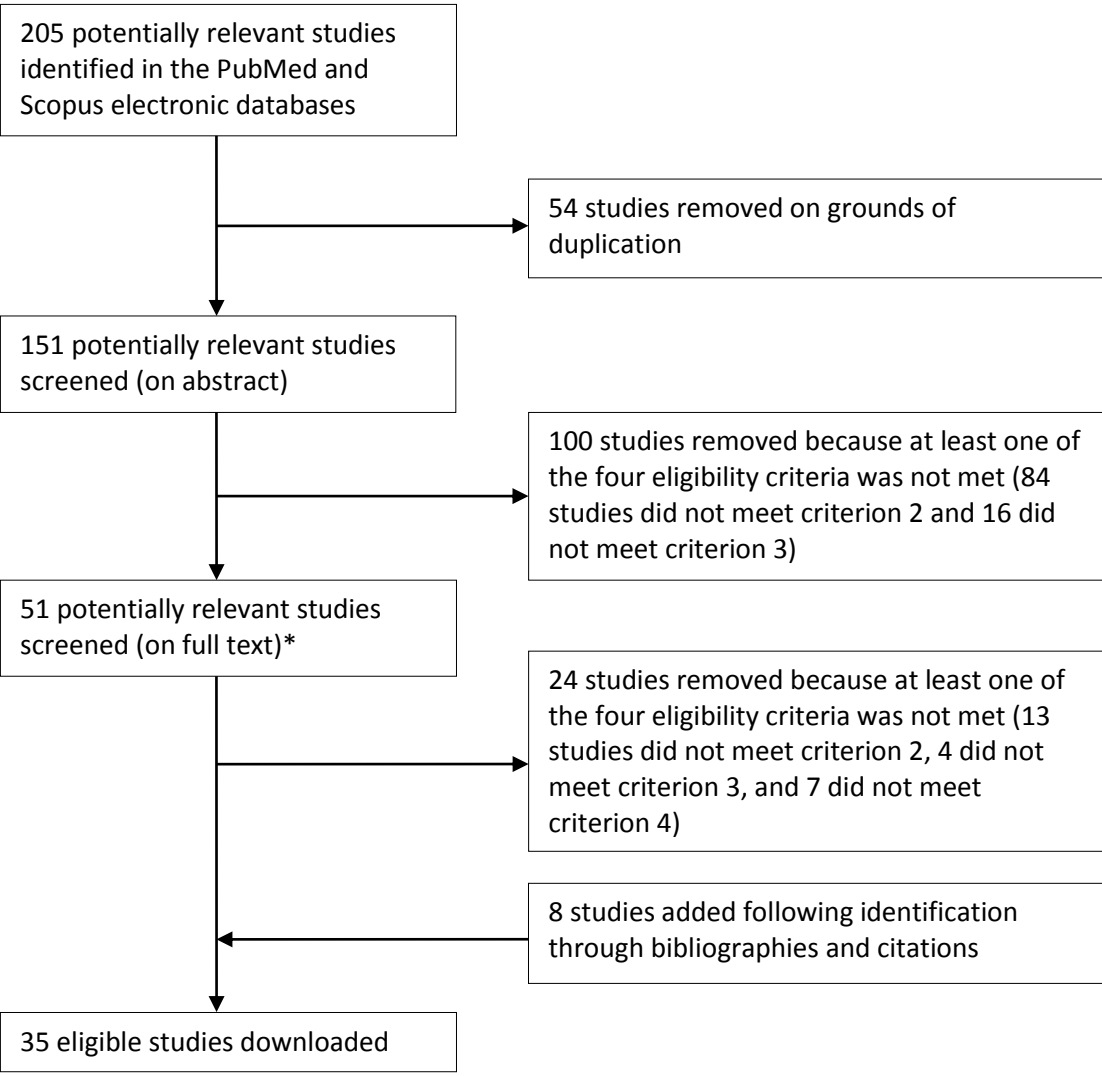 205 potentially relevant studies
identified in the PubMed and
Scopus electronic databases
54 studies removed on grounds of
duplication
151 potentially relevant studies
screened (on abstract)
100 studies removed because at least one of
the four eligibility criteria was not met (84
studies did not meet criterion 2 and 16 did
not meet criterion 3)
51 potentially relevant studies
screened (on full text)*
24 studies removed because at least one of
the four eligibility criteria was not met (13
studies did not meet criterion 2, 4 did not
meet criterion 3, and 7 did not meet
criterion 4)
8 studies added following identification
through bibliographies and citations
35 eligible studies downloaded